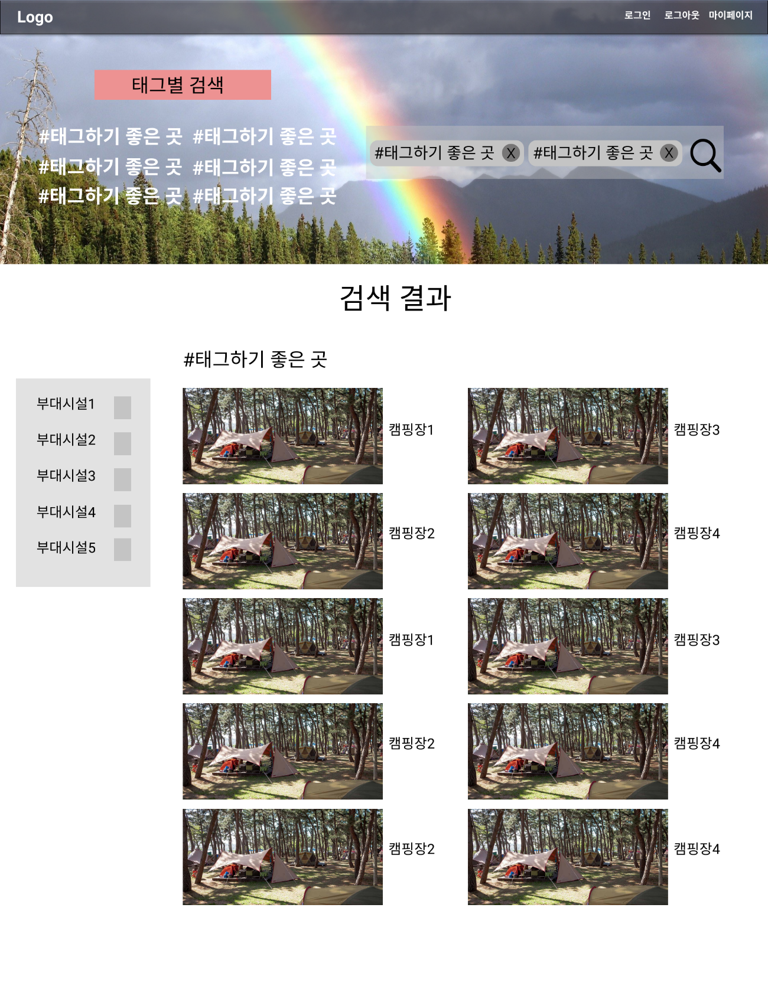 Logo
로그인 로그아웃 마이페이지
태그별 검색
#태그하기 좋은 곳 #태그하기 좋은 곳
#태그하기 좋은 곳 #태그하기 좋은 곳
#태그하기 좋은 곳 #태그하기 좋은 곳
#태그하기 좋은 곳 X #태그하기 좋은 곳 X
검색 결과
#태그하기 좋은 곳
부대시설1
부대시설2
부대시설3
부대시설4
부대시설5
캠핑장1 캠핑장3
캠핑장2 캠핑장4
캠핑장1 캠핑장3
캠핑장2 캠핑장4
캠핑장2 캠핑장4